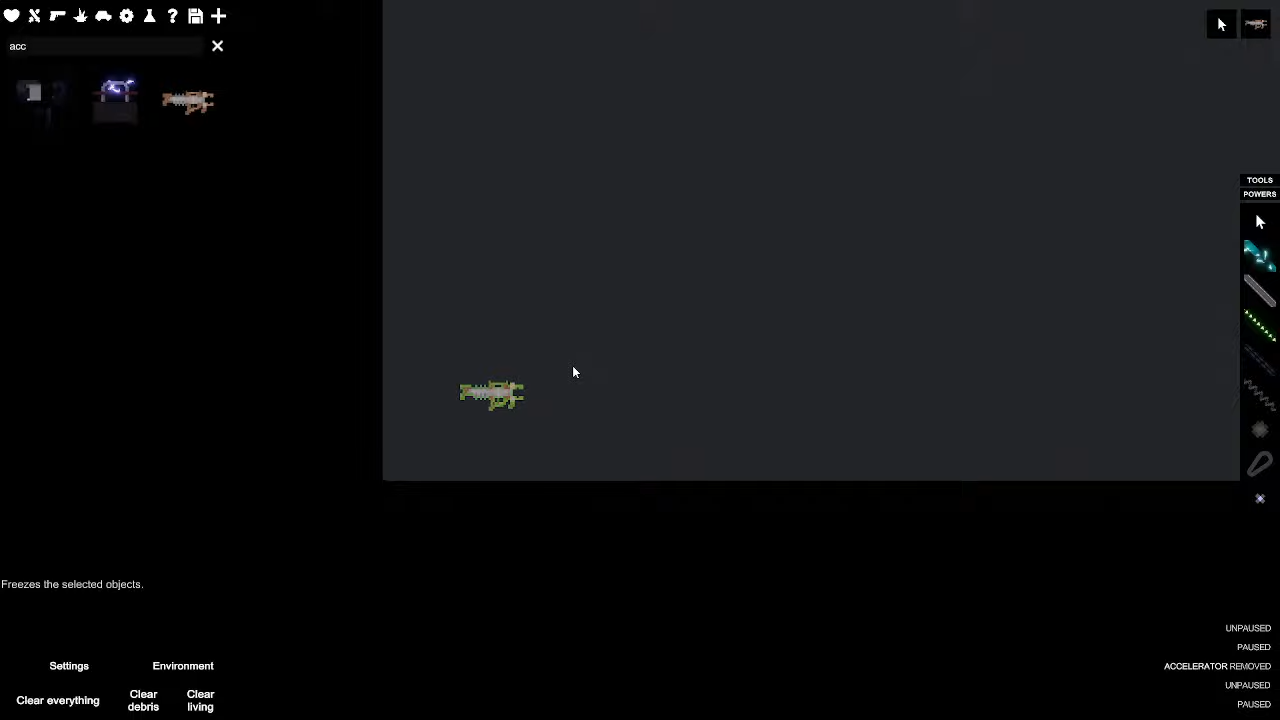 acc
TOOLS
POWERS
Freezes the selected objects.
UNPAUSED
PAUSED
ACCELERATOR REMOVED
UNPAUSED
PAUSED
Settings
Environment
Clear everything
Clear
debris
Clear
living